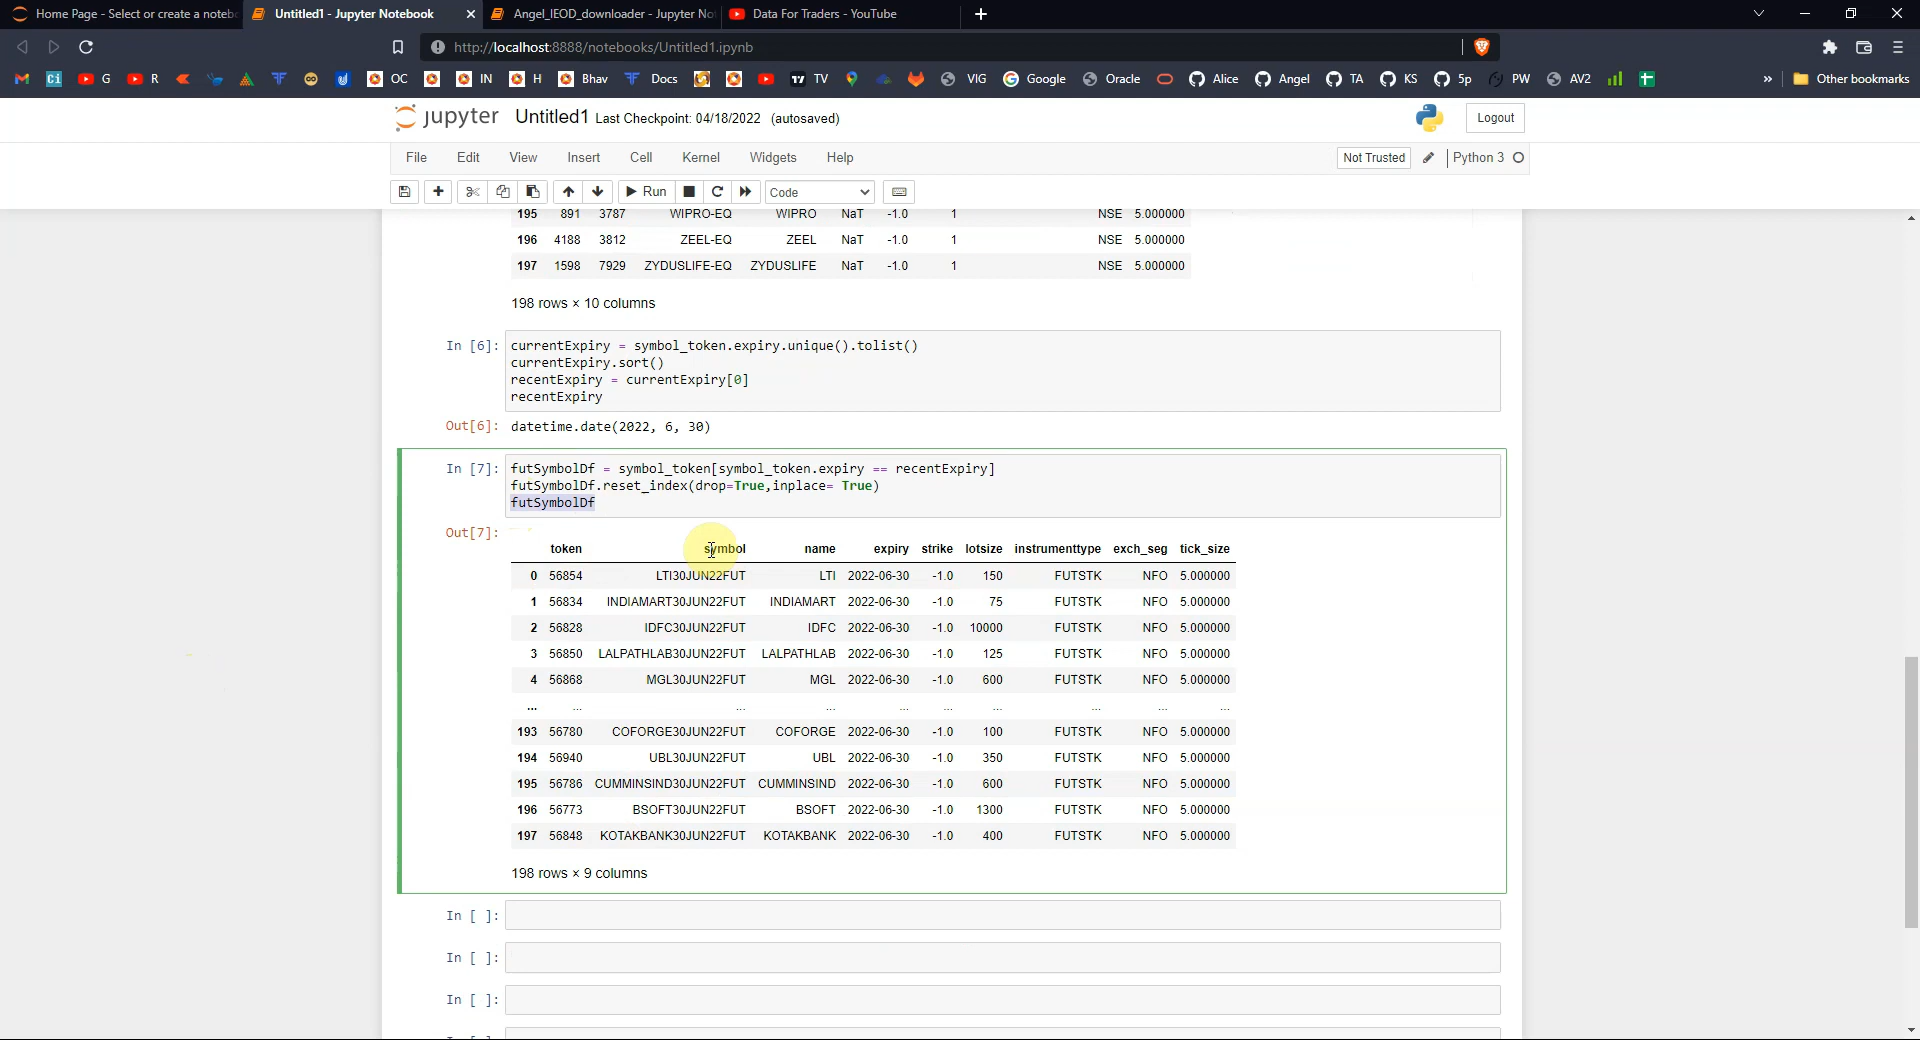 Home Page - Select or create a noteb
Untitled1 - Jupyter Notebook
Angel_IEOD_downloader - Jupyter Not
Data For Traders - YouTube
http://localhost:8888/notebooks/Untitled1.ipynb
G R OC IN H Bhav Docs TV VIG Google Oracle Alice Angel TA KS 5p PW AV2 » Other bookmarks
jupyter Untitled1 Last Checkpoint: 04/18/2022 (autosaved)
Logout
File Edit View Insert Cell Kernel Widgets Help
Not Trusted Python 3
Run Code
195 891 3787 WIPRO-EQ WIPRO NaT -1.0 1 NSE 5.000000
196 4188 3812 ZEEL-EQ ZEEL NaT -1.0 1 NSE 5.000000
197 1598 7929 ZYDUSLIFE-EQ ZYDUSLIFE NaT -1.0 1 NSE 5.000000
198 rows × 10 columns
In [6]: currentExpiry = symbol_token.expiry.unique().tolist()
currentExpiry.sort()
recentExpiry = currentExpiry[0]
recentExpiry
Out[6]: datetime.date(2022, 6, 30)
In [7]: futSymbolDf = symbol_token[symbol_token.expiry == recentExpiry]
futSymbolDf.reset_index(drop=True,inplace= True)
futSymbolDf
Out[7]:
token symbol name expiry strike lotsize instrumenttype exch_seg tick_size
0 56854 LTI30JUN22FUT LTI 2022-06-30 -1.0 150 FUTSTK NFO 5.000000
1 56834 INDIAMART30JUN22FUT INDIAMART 2022-06-30 -1.0 75 FUTSTK NFO 5.000000
2 56828 IDFC30JUN22FUT IDFC 2022-06-30 -1.0 10000 FUTSTK NFO 5.000000
3 56850 LALPATHLAB30JUN22FUT LALPATHLAB 2022-06-30 -1.0 125 FUTSTK NFO 5.000000
4 56868 MGL30JUN22FUT MGL 2022-06-30 -1.0 600 FUTSTK NFO 5.000000
... ... ... ... ... ... ... ... ... ...
193 56780 COFORGE30JUN22FUT COFORGE 2022-06-30 -1.0 100 FUTSTK NFO 5.000000
194 56940 UBL30JUN22FUT UBL 2022-06-30 -1.0 350 FUTSTK NFO 5.000000
195 56786 CUMMINSIND30JUN22FUT CUMMINSIND 2022-06-30 -1.0 600 FUTSTK NFO 5.000000
196 56773 BSOFT30JUN22FUT BSOFT 2022-06-30 -1.0 1300 FUTSTK NFO 5.000000
197 56848 KOTAKBANK30JUN22FUT KOTAKBANK 2022-06-30 -1.0 400 FUTSTK NFO 5.000000
198 rows × 9 columns
In [ ]:
In [ ]:
In [ ]: